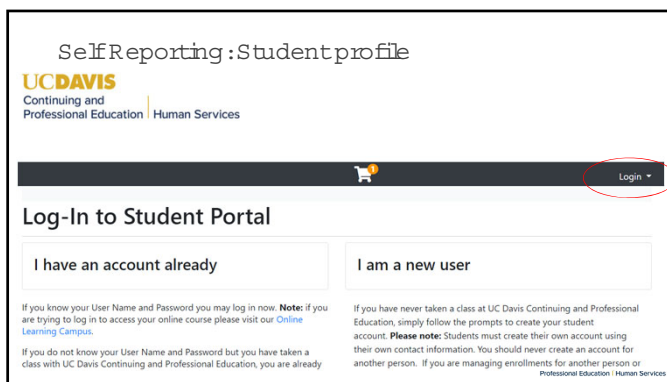 Self Reporting: Student profile
UCDAVIS
Continuing and
Professional Education | Human Services
1
Login
Log-In to Student Portal
I have an account already
If you know your User Name and Password you may log in now. Note: if you
are trying to log in to access your online course please visit our Online
Learning Campus.
If you do not know your User Name and Password but you have taken a
class with UC Davis Continuing and Professional Education, you are already
I am a new user
If you have never taken a class at UC Davis Continuing and Professional
Education, simply follow the prompts to create your student
account. Please note: Students must create their own account using
their own contact information. You should never create an account for
another person. If you are managing enrollments for another person or
Professional Education | Human Services